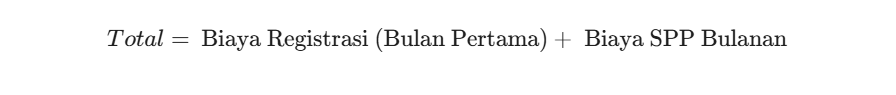 Total = Biaya Registrasi (Bulan Pertama) + Biaya SPP Bulanan